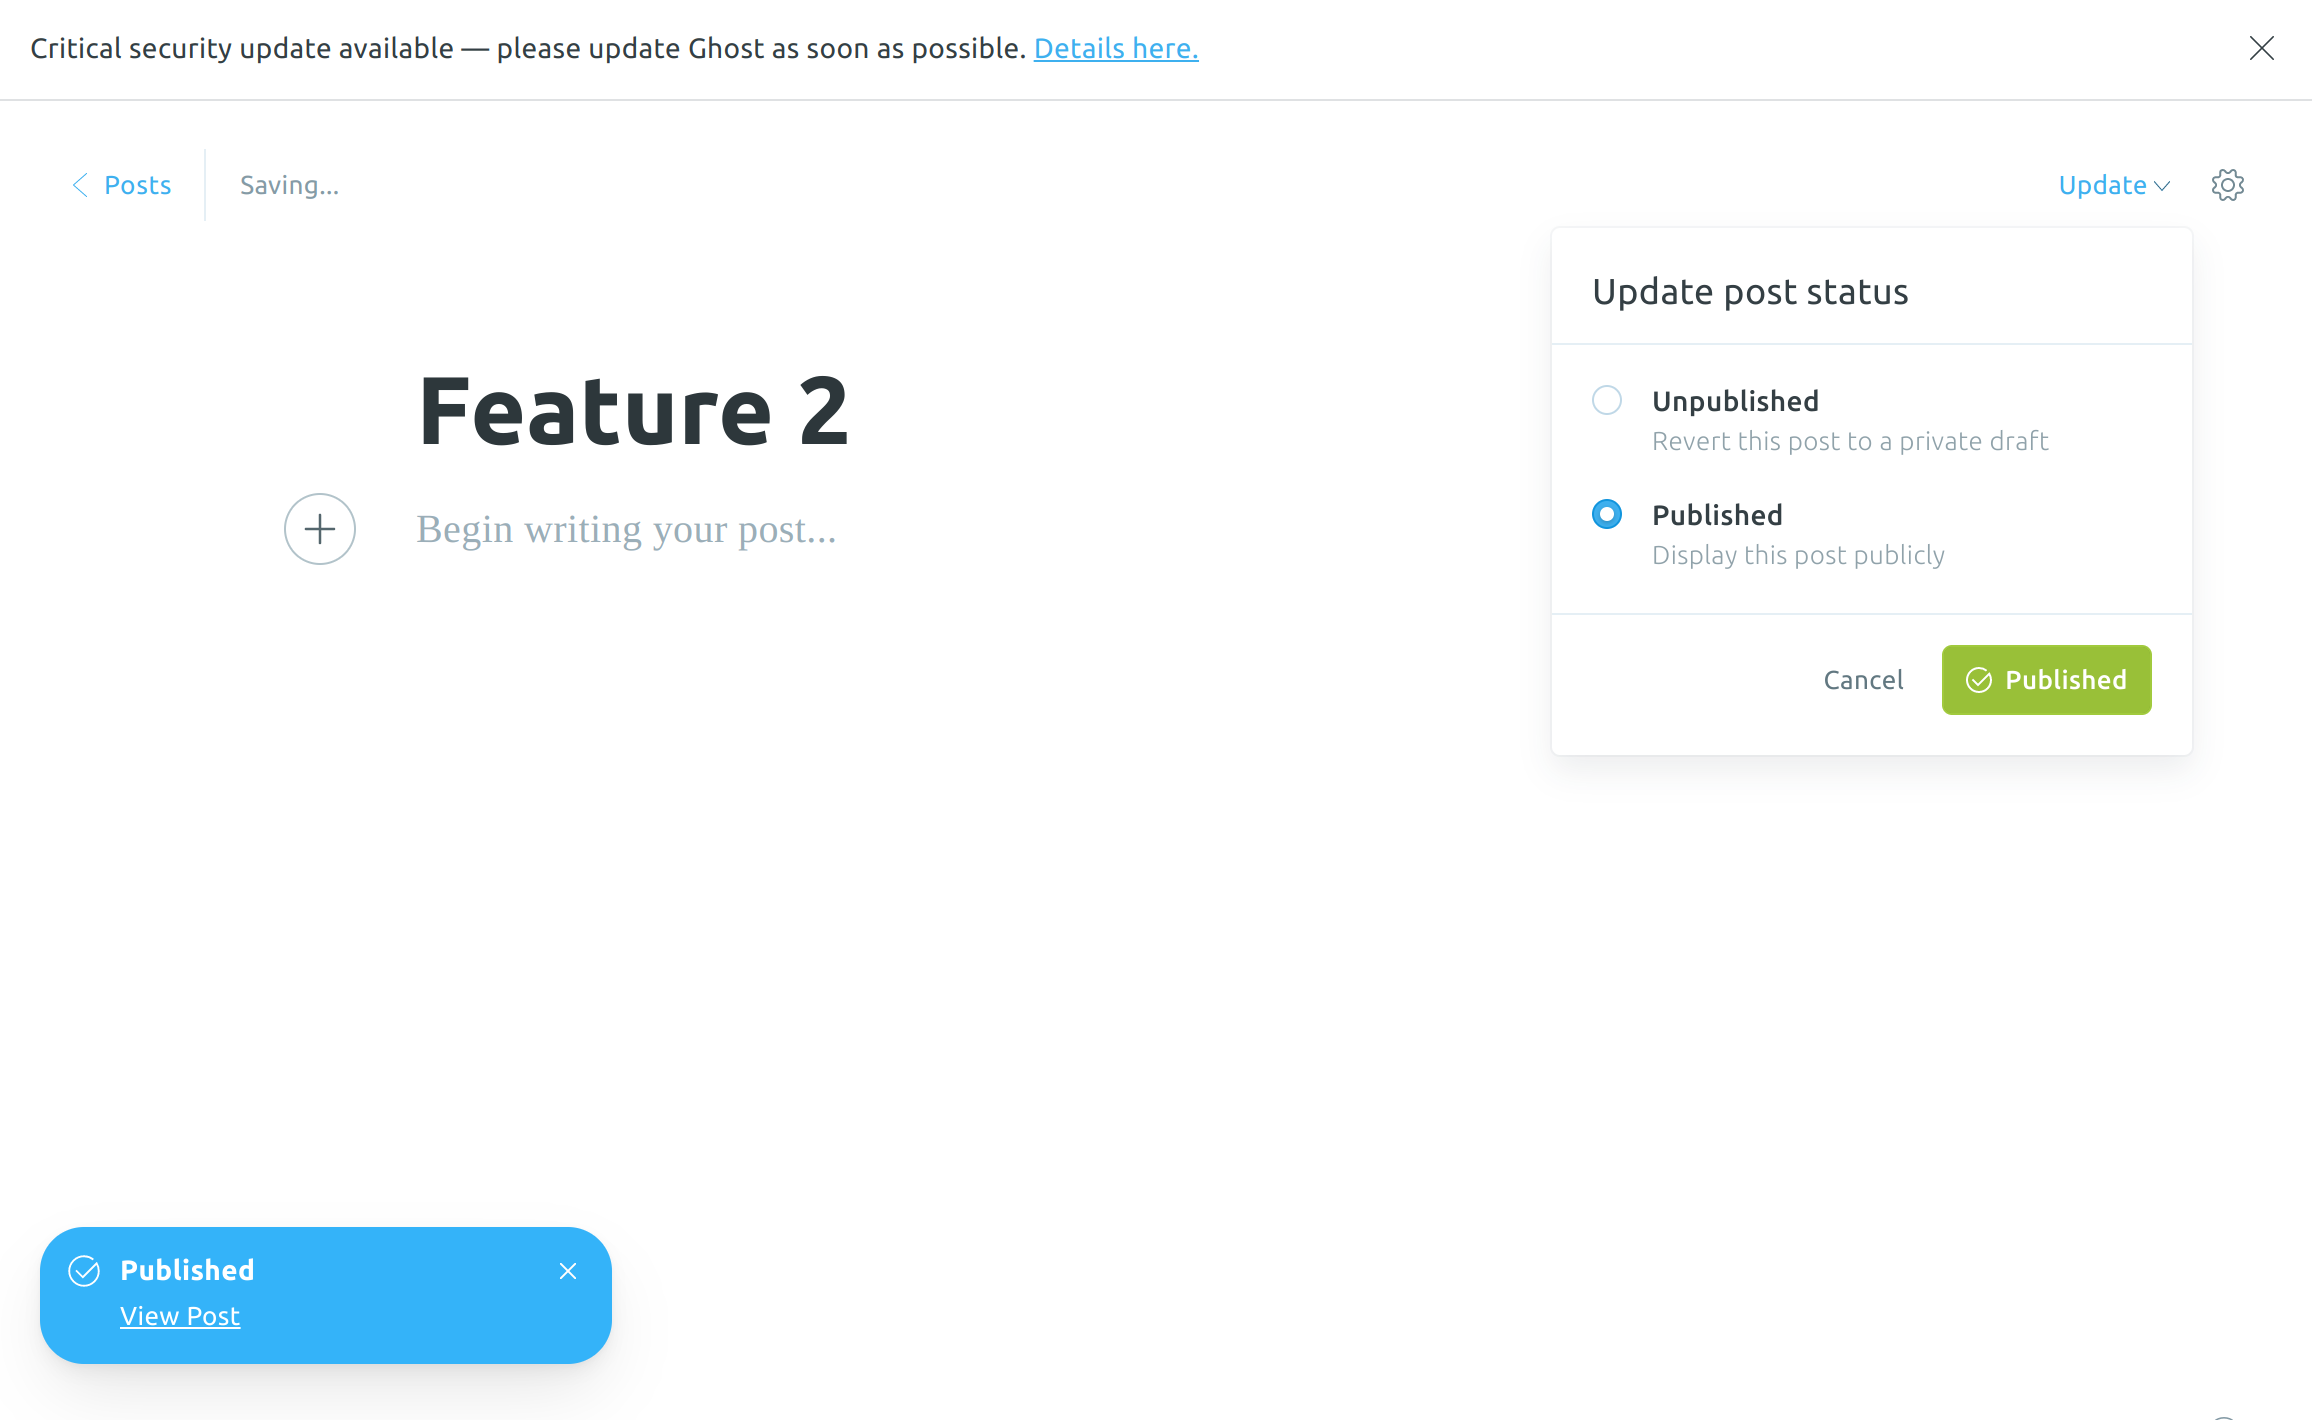 Critical security update available — please update Ghost as soon as possible. Details here.
Posts
Saving...
Update
Update post status
Feature 2
Unpublished
Revert this post to a private draft
Begin writing your post...
Published
Display this post publicly
Cancel
Published
Published
View Post